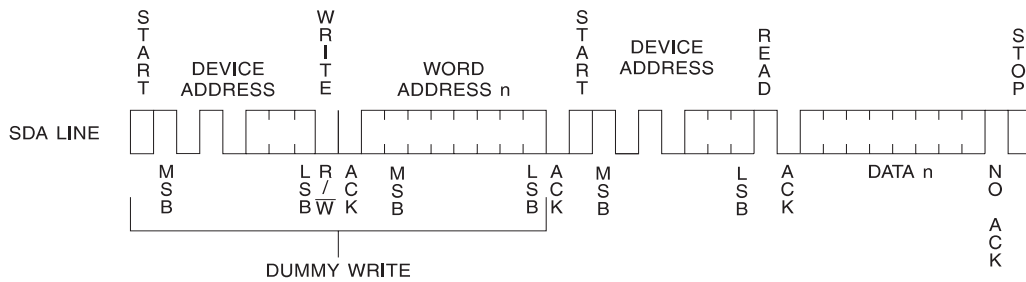 START
WRITE
START
READ
STOP
DEVICE
ADDRESS
WORD
ADDRESS n
DEVICE
ADDRESS
SDA LINE
MSB
LSB
R/W̅
ACK
MSB
LSB
ACK
MSB
LSB
ACK
DATA n
NO ACK
DUMMY WRITE